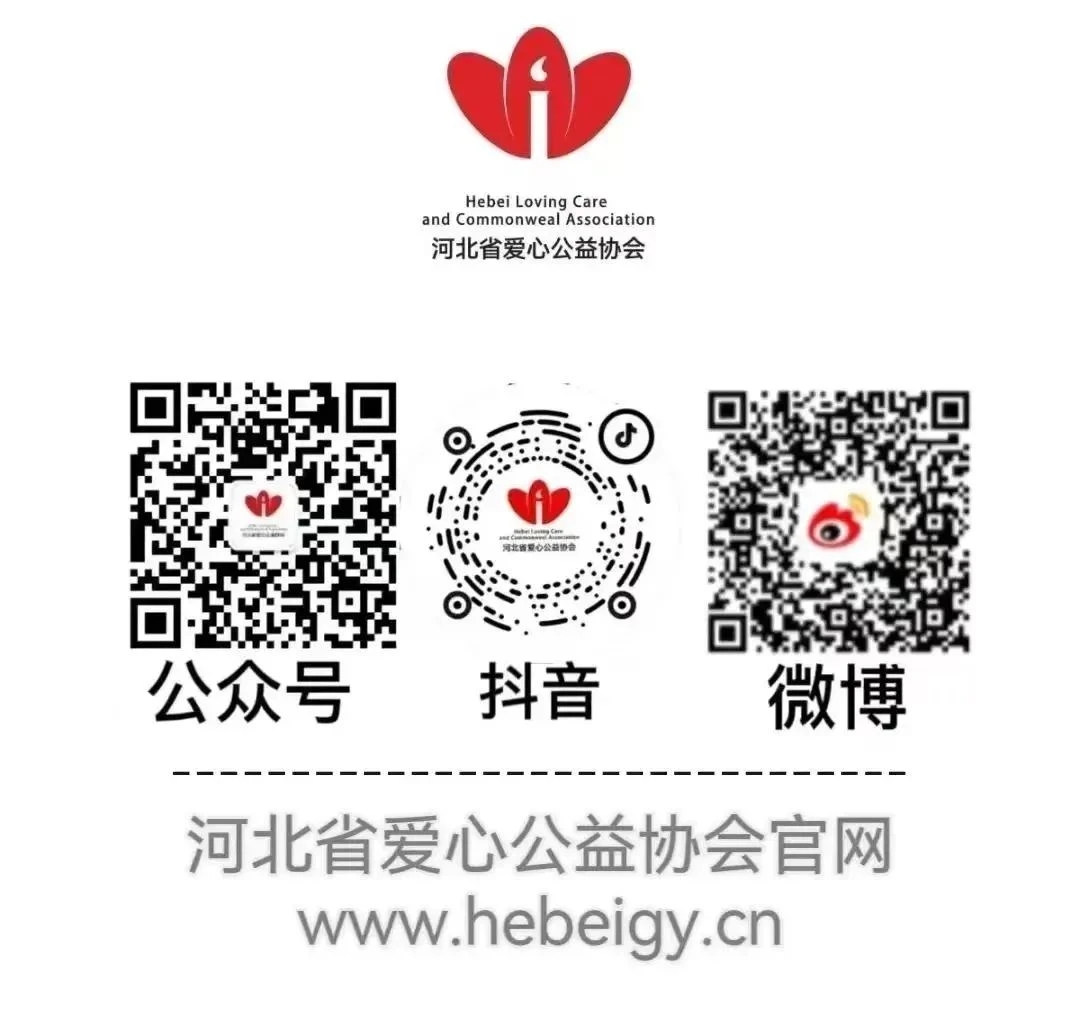 Hebei Loving Care
and Commonweal Association
河北省爱心公益协会
Hebei Loving Care
and Commonweal Association
河北省爱心公益协会
公众号
抖音
微博
河北省爱心公益协会官网
www.hebeigy.cn